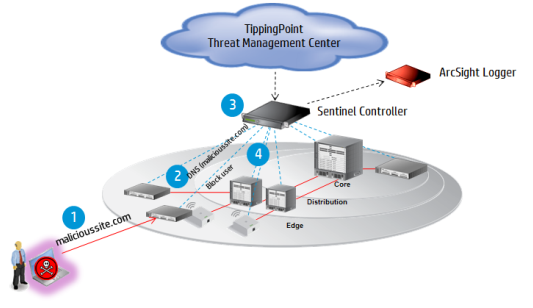 TippingPoint
Threat Management Center
ArcSight Logger
3
Sentinel Controller
DNS (malicioussite.com)
4
2
Block user
Core
Distribution
1
malicioussite.com
Edge